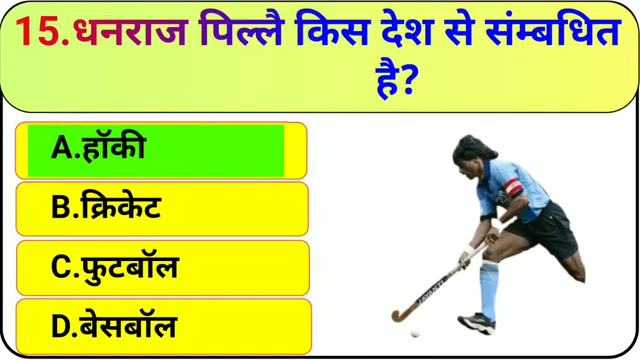 15.धनराज पिल्लै किस देश से संम्बधित
है?
A.हॉकी
B.क्रिकेट
C.फुटबॉल
D.बेसबॉल